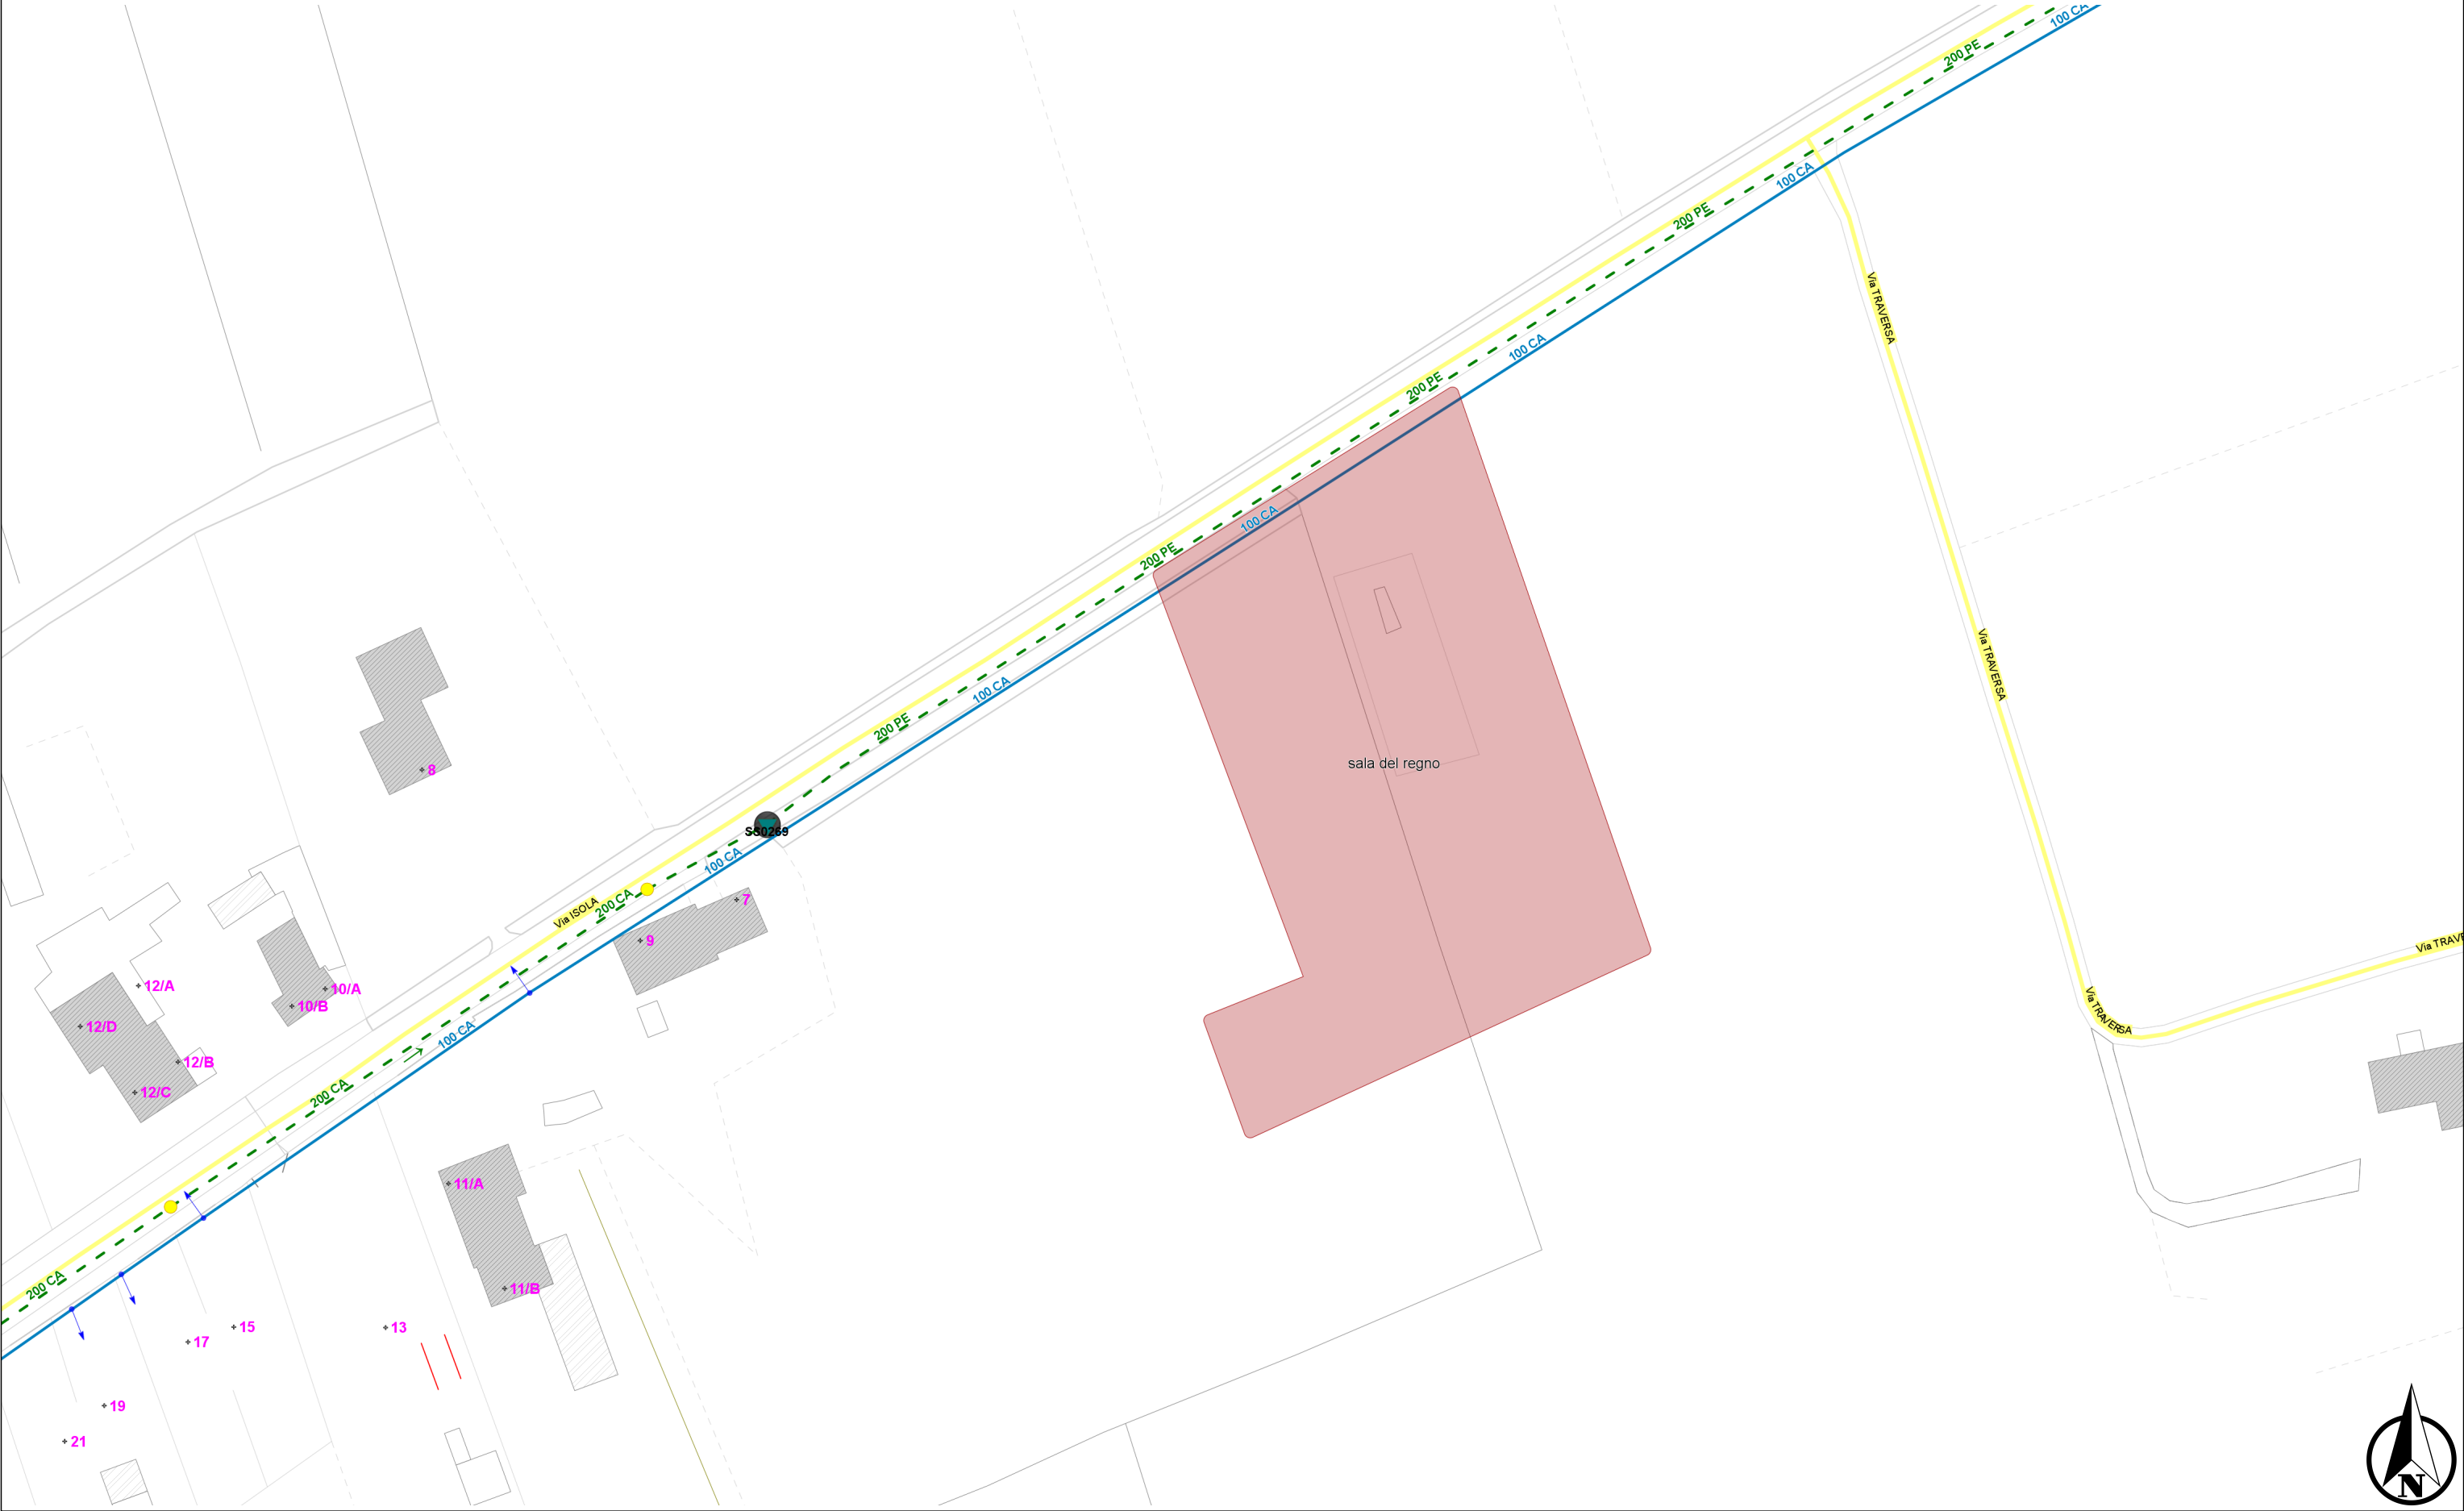 100 CA
200 PE
100 CA
200 PE
Via TRAVERSA
100 CA
200 PE
100 CA
200 PE
Via TRAVERSA
100 CA
200 PE
sala del regno
8
SS0269
100 CA
7
200 CA
Via ISOLA
9
Via TRAVE
12/A
10/A
10/B
12/D
Via TRAVERSA
100 CA
12/B
12/C
200 CA
11/A
200 CA
11/B
15
13
17
19
21
N